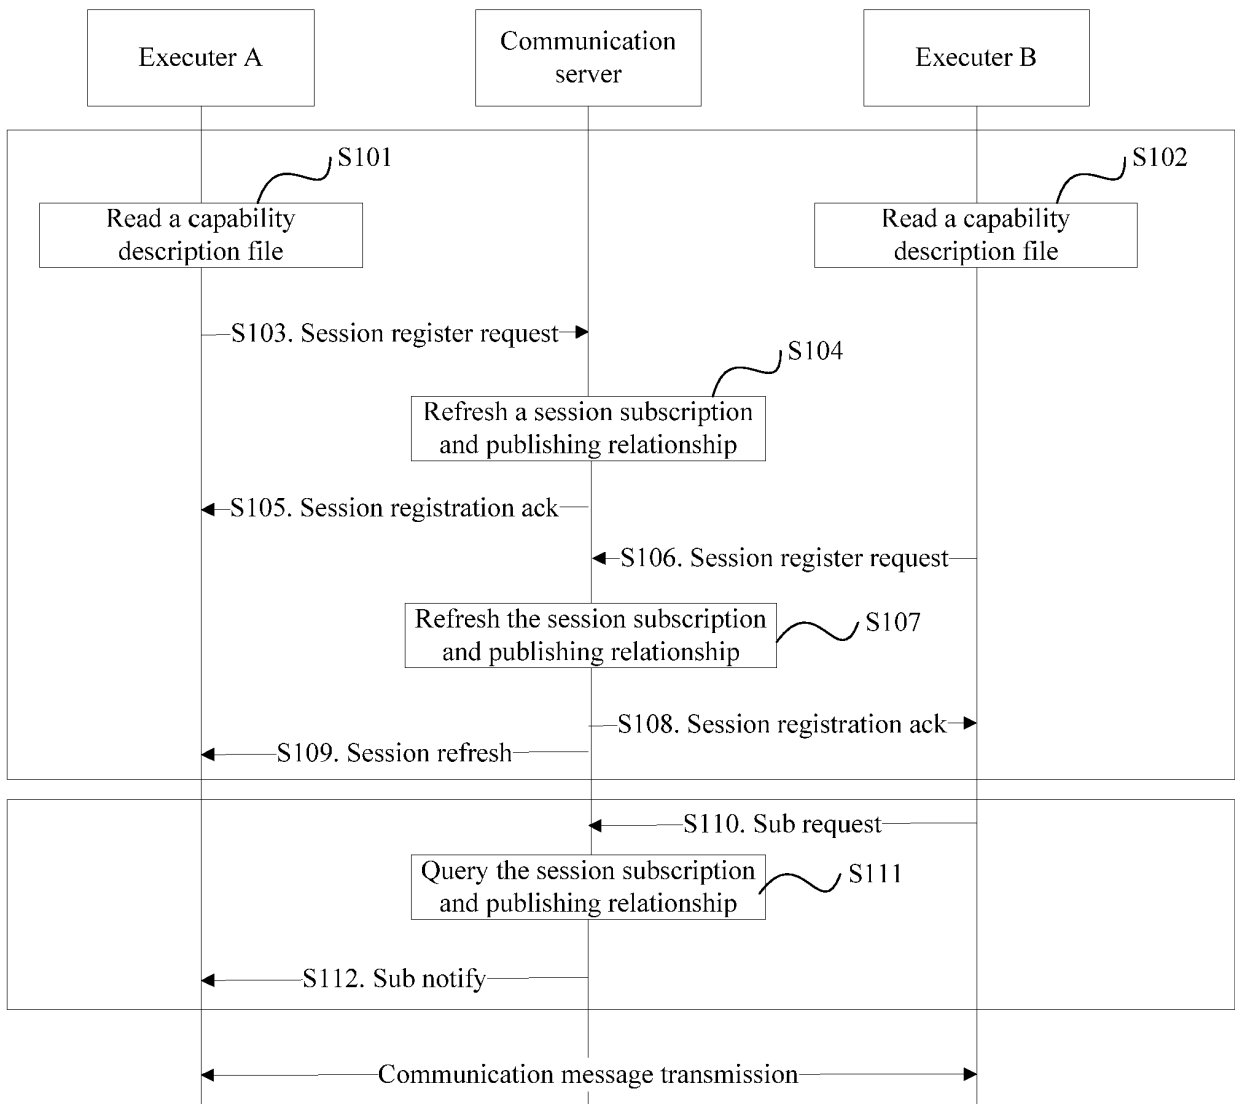 Executer A
Communication
server
Executer B
S101
S102
Read a capability
description file
Read a capability
description file
S103. Session register request
S104
Refresh a session subscription
and publishing relationship
S105. Session registration ack
S106. Session register request
Refresh the session subscription
and publishing relationship
S107
S108. Session registration ack
S109. Session refresh
S110. Sub request
Query the session subscription
and publishing relationship
S111
S112. Sub notify
Communication message transmission